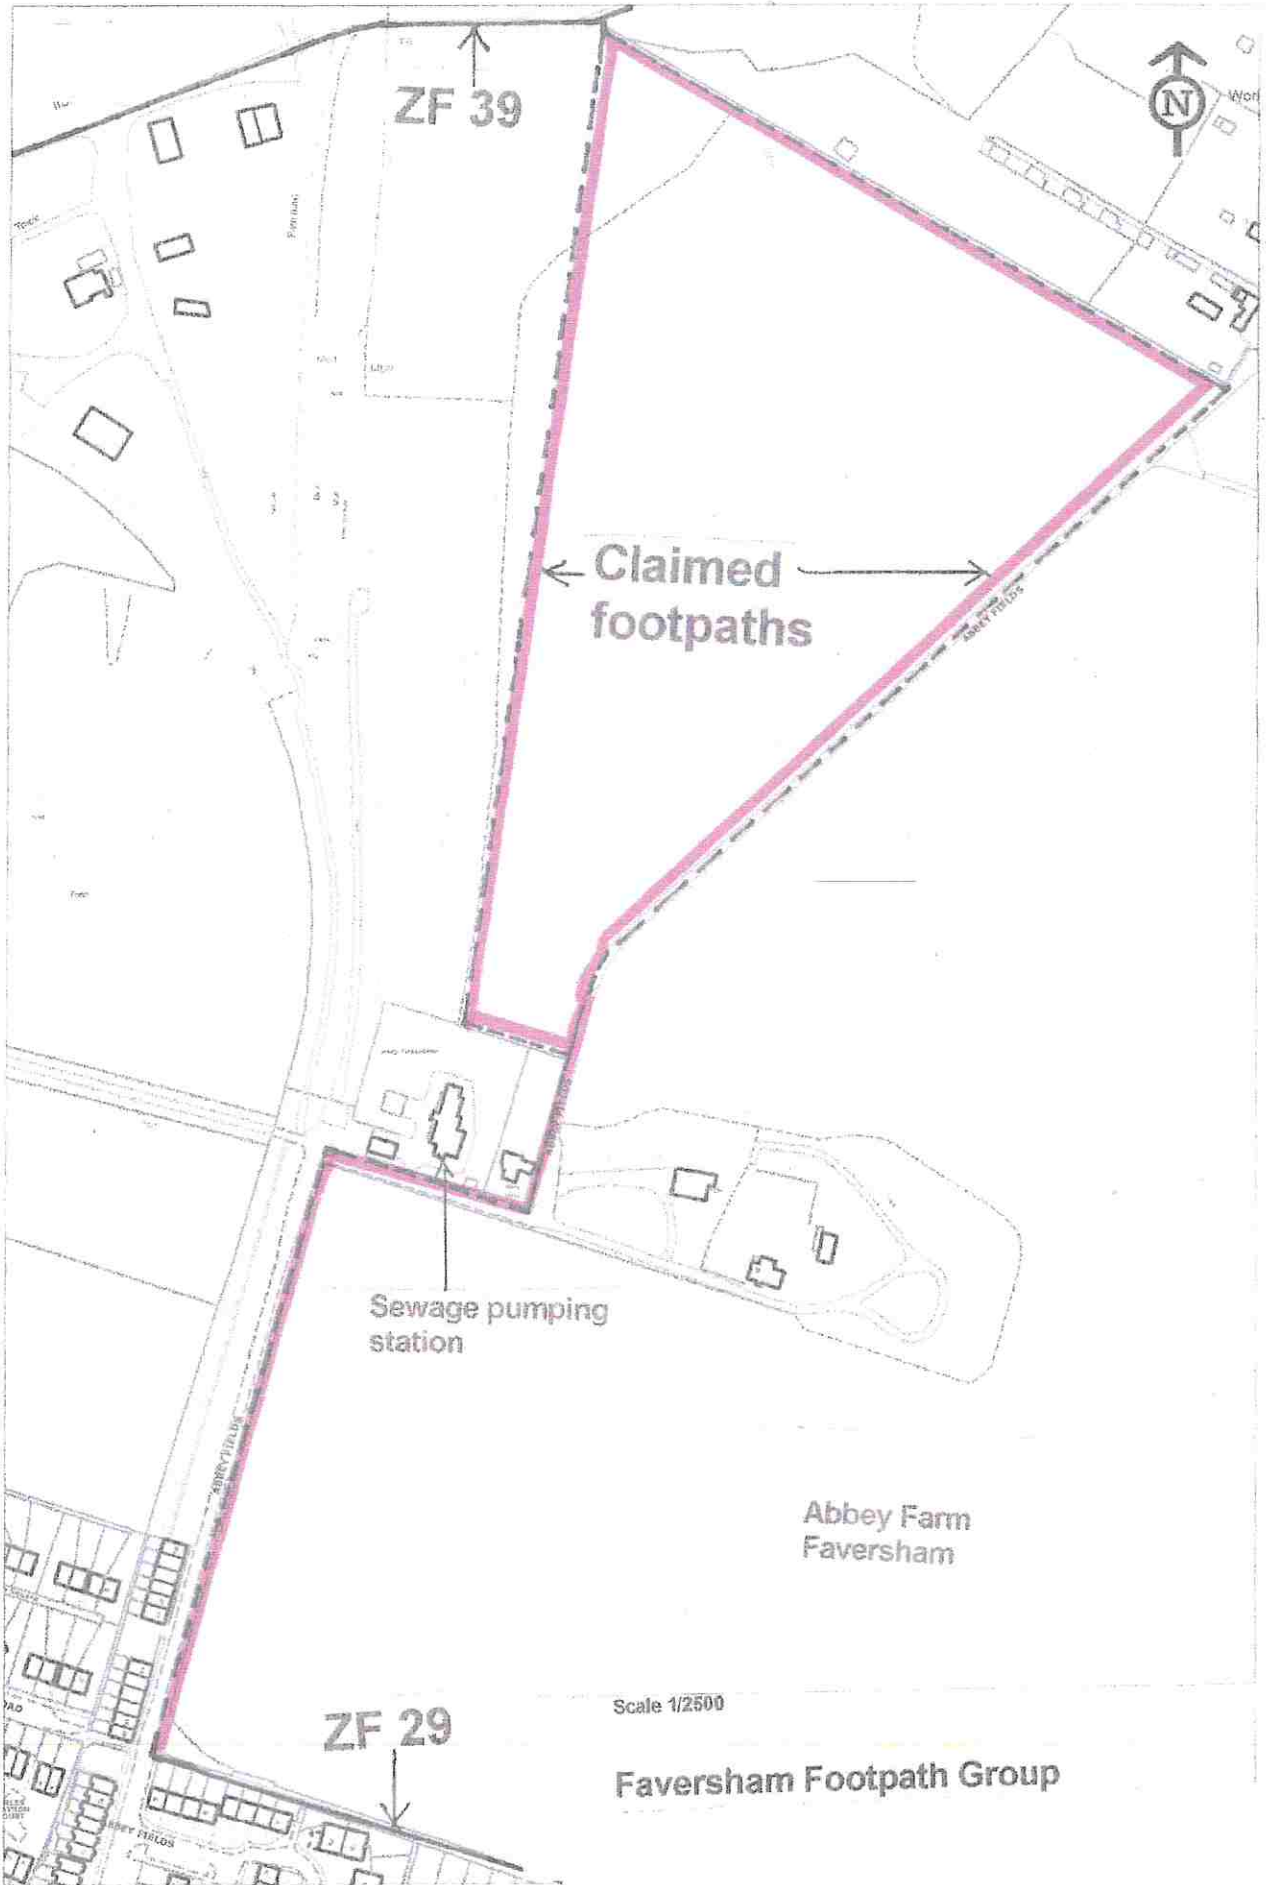 ZF 39
N
Track
Claimed
footpaths
ABBEY FIELDS
Sewage pumping
station
ABBEY FIELDS
Abbey Farm
Faversham
Scale 1/2500
ZF 29
Faversham Footpath Group
ABBEY FIELDS